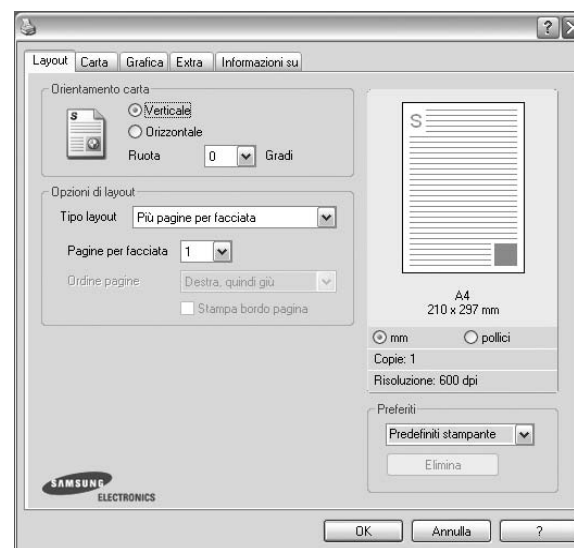 Layout Carta Grafica Extra Informazioni su
Orientamento carta
S
Verticale
Orizzontale
Ruota 0 Gradi
Opzioni di layout
Tipo layout Più pagine per facciata
Pagine per facciata 1
Ordine pagine Destra, quindi giù
Stampa bordo pagina
S
A4
210 x 297 mm
mm pollici
Copie: 1
Risoluzione: 600 dpi
Preferiti
Predefiniti stampante
Elimina
SAMSUNG
ELECTRONICS
OK Annulla ?